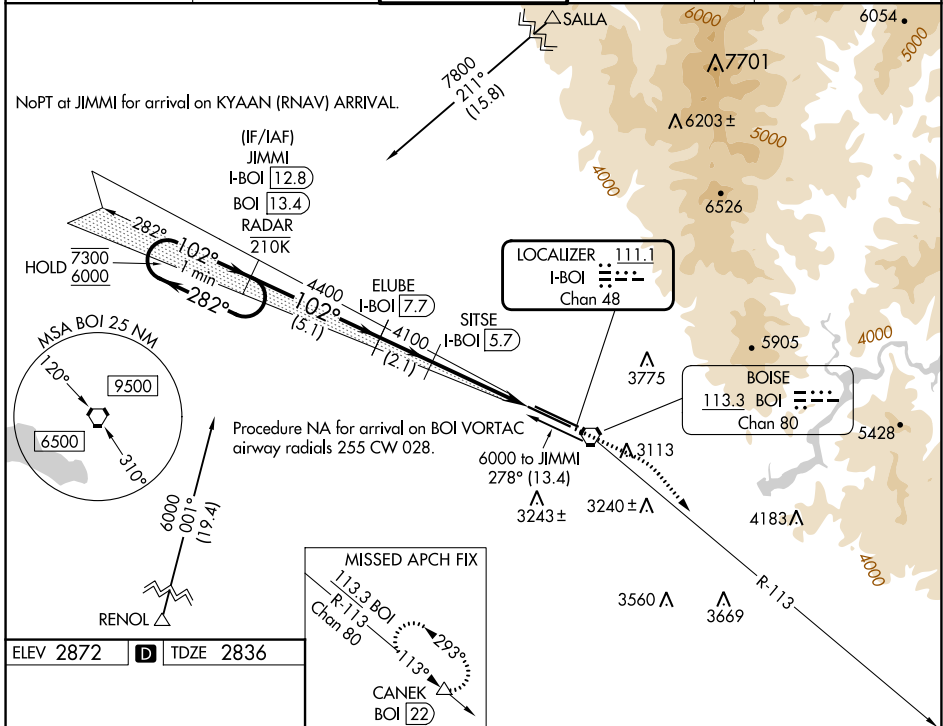 SALLA
6000
6054
5000
7701
7800
211°
(15.8)
NoPT at JIMMI for arrival on KYAAN (RNAV) ARRIVAL.
6203±
5000
4000
6526
(IF/IAF)
JIMMI
I-BOI 12.8
BOI 13.4
RADAR
210K
282°
102°
HOLD 7300
6000
1 min
282°
4400
102°
(5.1)
ELUBE
I-BOI 7.7
4100
(2.1)
SITSE
I-BOI 5.7
LOCALIZER 111.1
I-BOI
Chan 48
5905
4000
3775
BOISE
113.3 BOI
Chan 80
5428
MSA BOI 25 NM
120°
9500
6500
310°
Procedure NA for arrival on BOI VORTAC
airway radials 255 CW 028.
6000 to JIMMI
278° (13.4)
3113
3243±
3240±
4183
4000
6000
001°
(19.4)
RENOL
MISSED APCH FIX
113.3 BOI
R-113
Chan 80
293°
113°
CANEK
BOI 22
3560
3669
R-113
ELEV 2872 D TDZE 2836